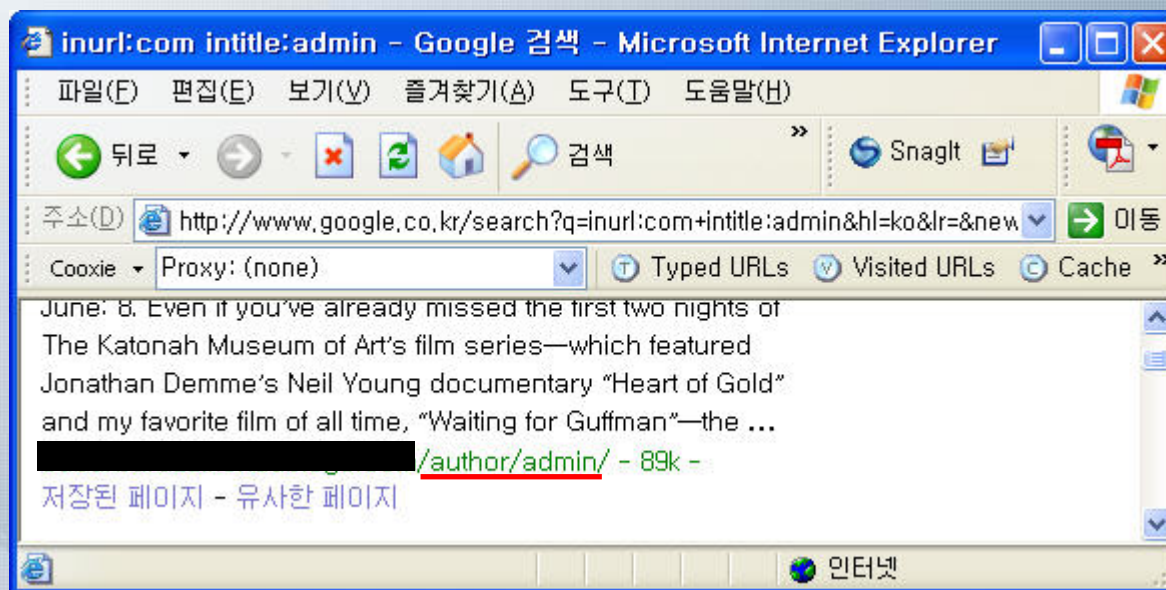 inurl:com intitle:admin - Google 검색 - Microsoft Internet Explorer
파일(F) 편집(E) 보기(V) 즐겨찾기(A) 도구(T) 도움말(H)
뒤로 검색 » SnagIt
주소(D) http://www.google.co.kr/search?q=inurl:com+intitle:admin&hl=ko&lr=&new 이동
Cooxie Proxy: (none) T Typed URLs V Visited URLs C Cache »
June: 8. Even if you've already missed the first two nights of
The Katonah Museum of Art's film series—which featured
Jonathan Demme's Neil Young documentary “Heart of Gold”
and my favorite film of all time, “Waiting for Guffman”—the ...
/author/admin/ - 89k -
저장된 페이지 - 유사한 페이지
인터넷